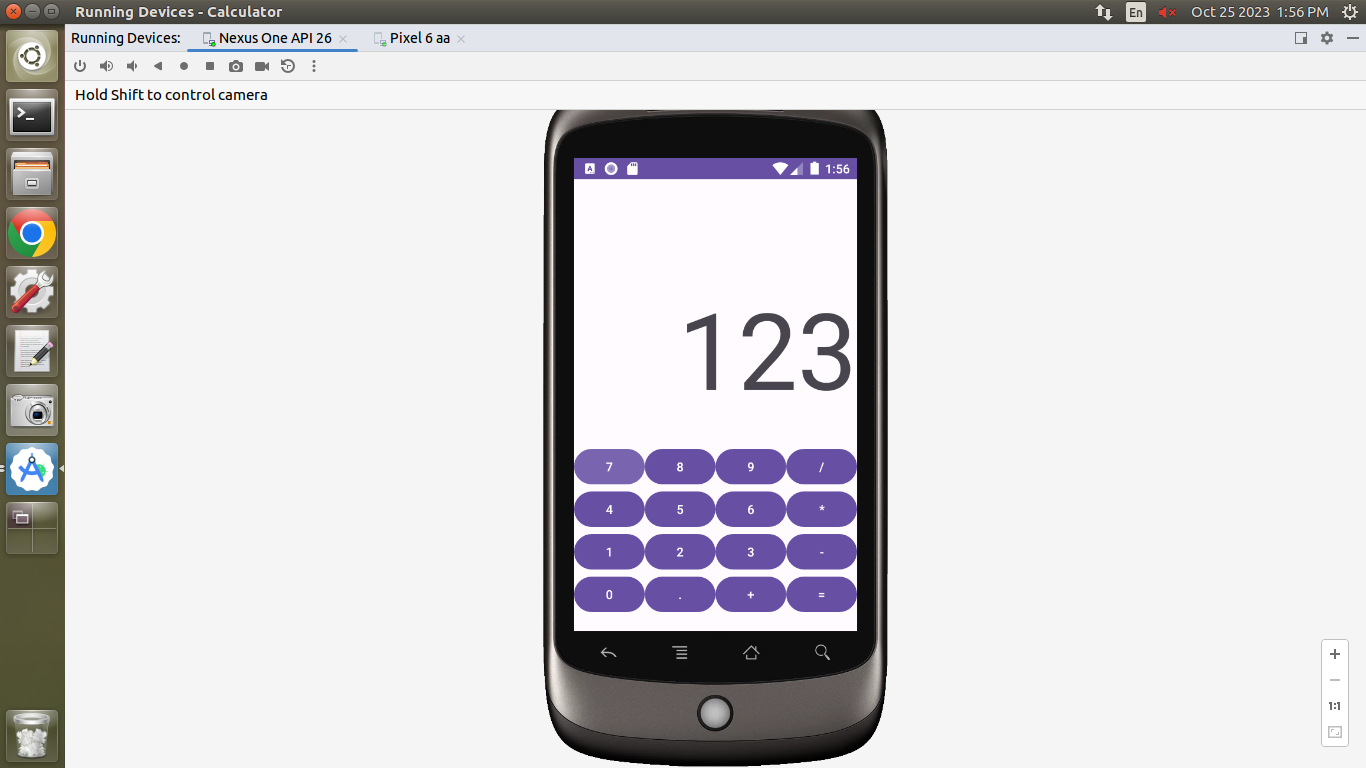 Running Devices - Calculator
En
Oct 25 2023 1:56 PM
Running Devices: Nexus One API 26 Pixel 6 aa
Hold Shift to control camera
A 1:56
123
7 8 9 /
4 5 6 *
1 2 3 -
0 . + =
1:1